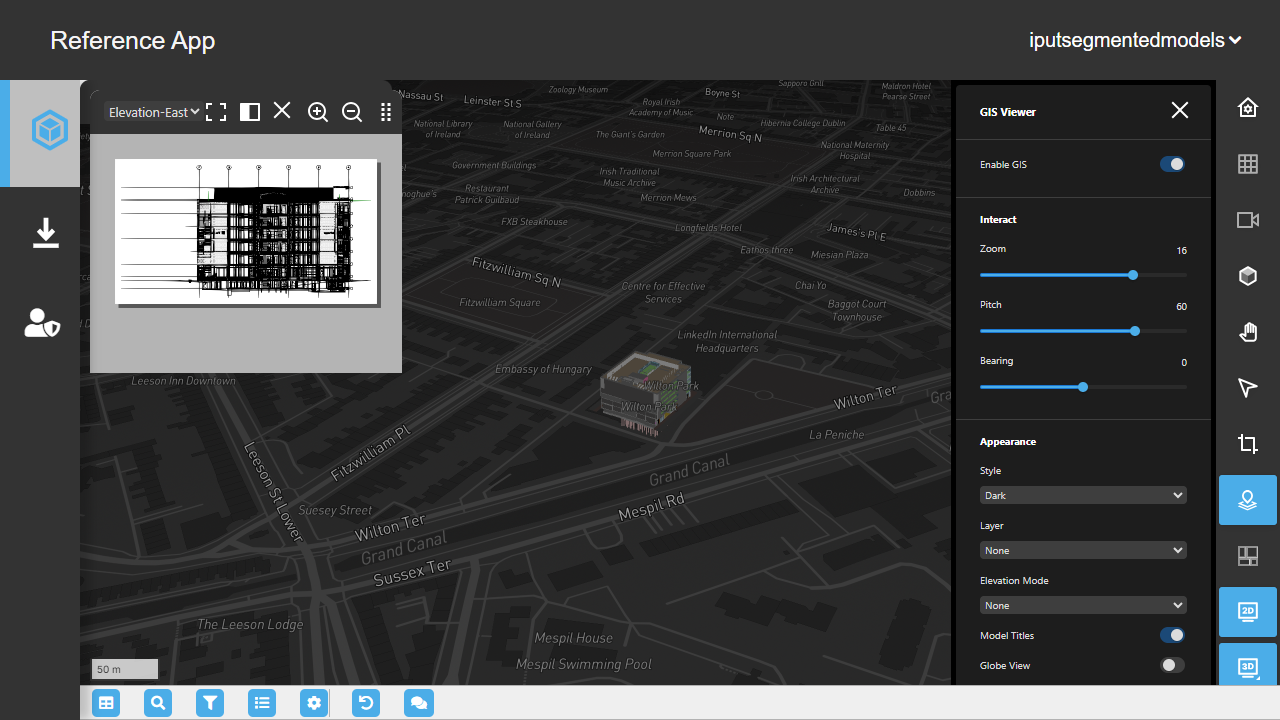 Reference App
iputsegmentedmodels
Elevation-East
Nassau St
Leinster St S
Zoology Museum
Sapporo Grill
Boyne St
Maldron Hotel
Pearse Street
Royal Irish
Academy of Music
Note
National Library
of Ireland
National Gallery
of Ireland
The Giant's Garden
Merrion Sq N
Hibernia College Dublin
Table 45
National Maternity
Hospital
Merrion Square Park
Government Buildings
Irish Traditional
Music Archive
Irish Architectural
Archive
Restaurant
Patrick Guilbaud
Merrion Mews
Dobbins
FXB Steakhouse
Longfields Hotel
James's Pl E
Eathos three
Miesian Plaza
Fitzwilliam Sq N
Fitzwilliam Square
Centre for Effective
Services
Chai Yo
Baggot Court
Townhouse
LinkedIn International
Headquarters
Embassy of Hungary
Leeson Inn Downtown
Wilton Park
Wilton Park
Wilton Ter
La Peniche
Fitzwilliam Pl
Leeson St Lower
Grand Canal
Suesey Street
Mespil Rd
Wilton Ter
Grand Canal
Sussex Ter
The Leeson Lodge
Mespil House
Mespil Swimming Pool
50 m
GIS Viewer
Enable GIS
Interact
Zoom
16
Pitch
60
Bearing
0
Appearance
Style
Dark
Layer
None
Elevation Mode
None
Model Titles
Globe View
2D
3D